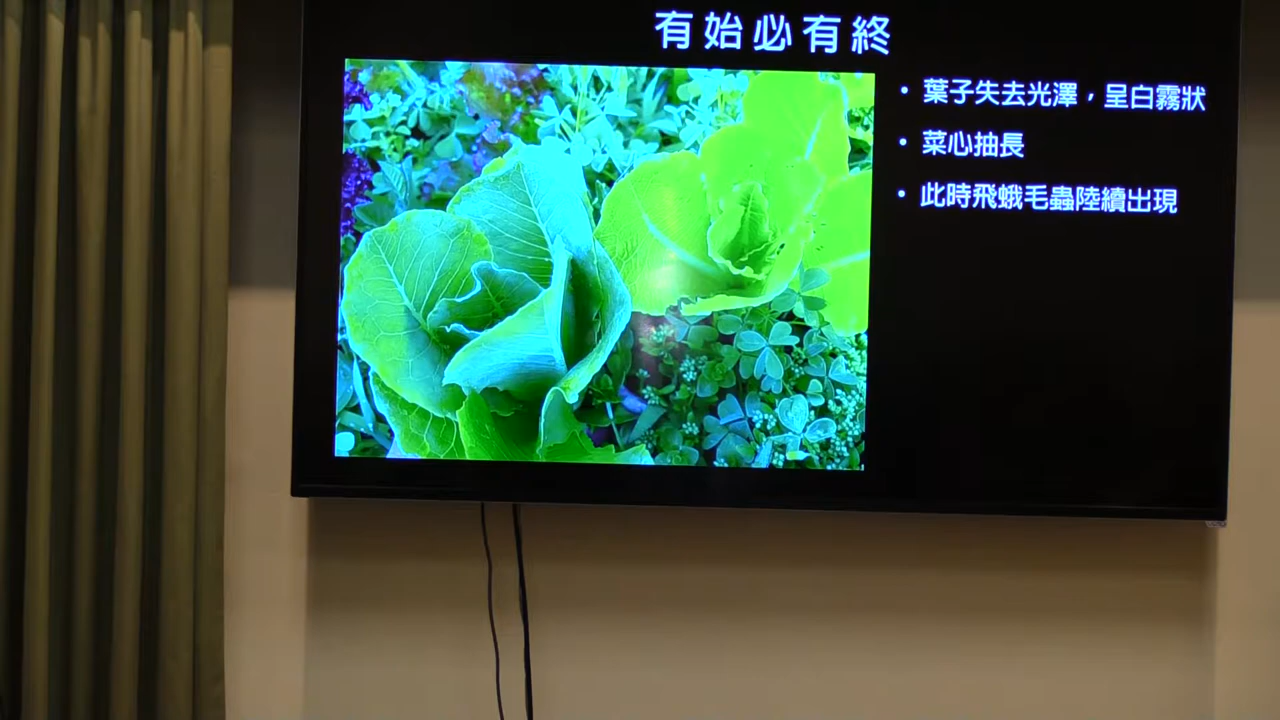 有始必有終
• 葉子失去光澤，呈白霧狀
• 菜心抽長
• 此時飛蛾毛蟲陸續出現